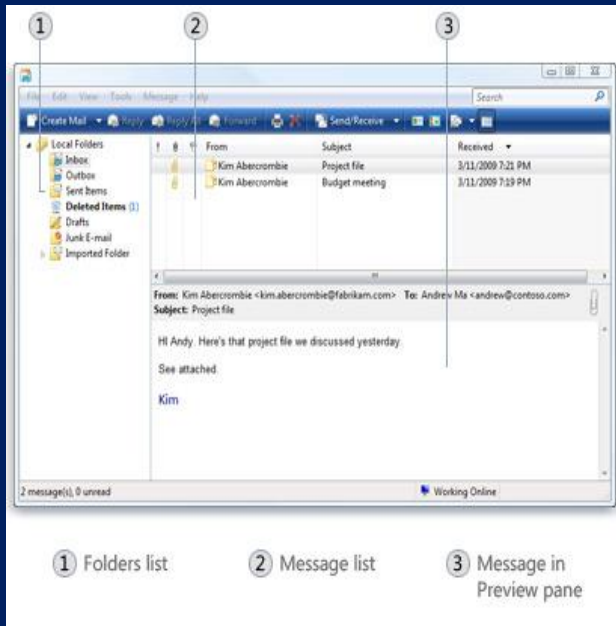 1 2 3
File Edit View Tools Message Help
Search
Create Mail Reply Reply All Forward Send/Receive
Local Folders
Inbox
Outbox
Sent Items
Deleted Items (1)
Drafts
Junk E-mail
Imported Folder
! From Subject Received
Kim Abercrombie Project file 3/11/2009 7:21 PM
Kim Abercrombie Budget meeting 3/11/2009 7:19 PM
From: Kim Abercrombie <kim.abercrombie@fabrikam.com> To: Andrew Ma <andrew@contoso.com>
Subject: Project file
HI Andy. Here's that project file we discussed yesterday.
See attached.
Kim
2 message(s), 0 unread Working Online
1 Folders list 2 Message list 3 Message in
Preview pane